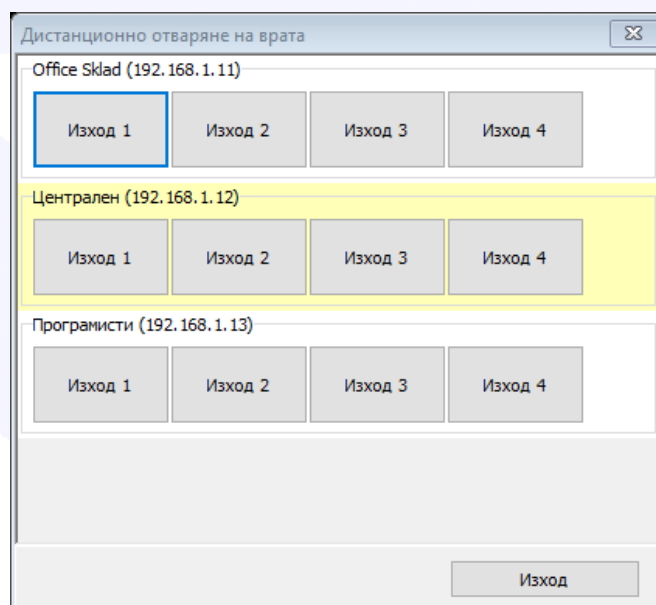 Дистанционно отваряне на врата
Office Sklad (192.168.1.11)
Изход 1 Изход 2 Изход 3 Изход 4
Централен (192.168.1.12)
Изход 1 Изход 2 Изход 3 Изход 4
Програмисти (192.168.1.13)
Изход 1 Изход 2 Изход 3 Изход 4
Изход